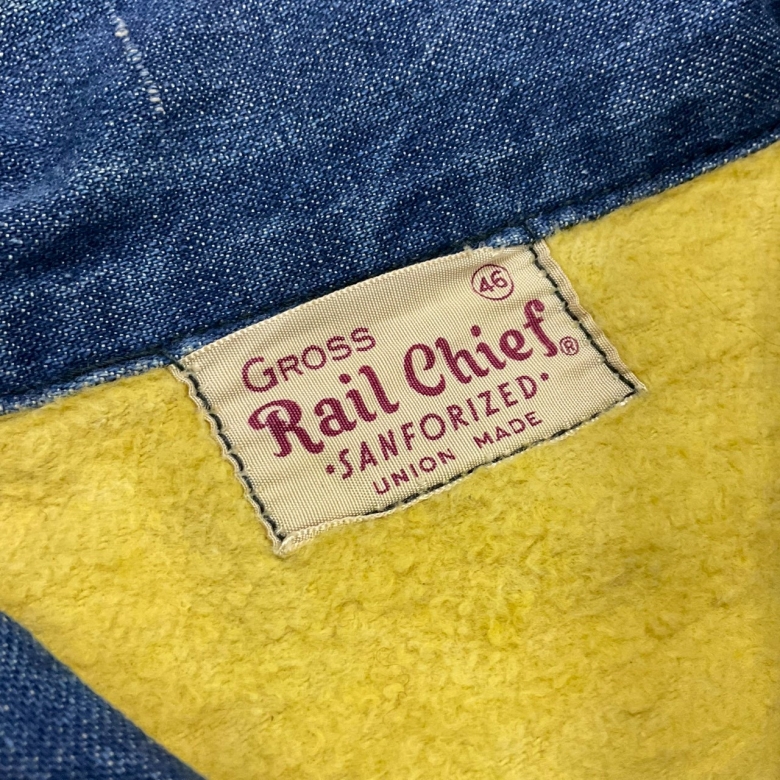 46
GROSS
Rail Chief®
·SANFORIZED·
UNION MADE